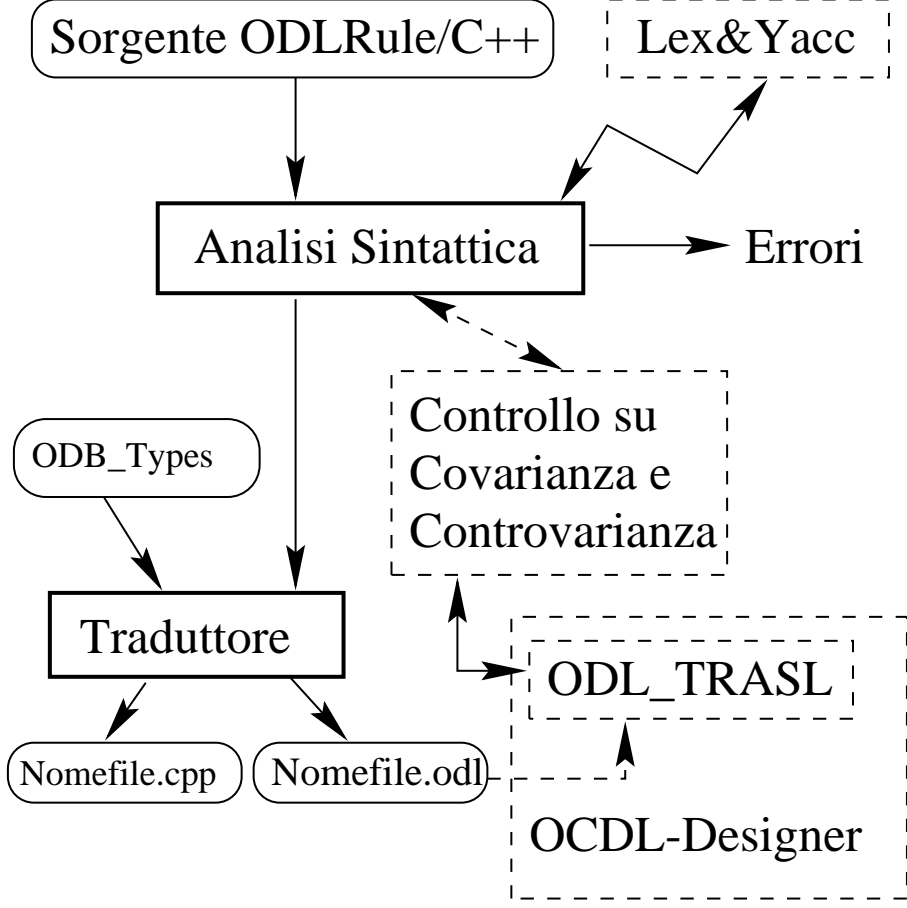 Sorgente ODLRule/C++
Lex&Yacc
Analisi Sintattica
Errori
Controllo su
Covarianza e
Controvarianza
ODB_Types
Traduttore
ODL_TRASL
Nomefile.cpp
Nomefile.odl
OCDL-Designer